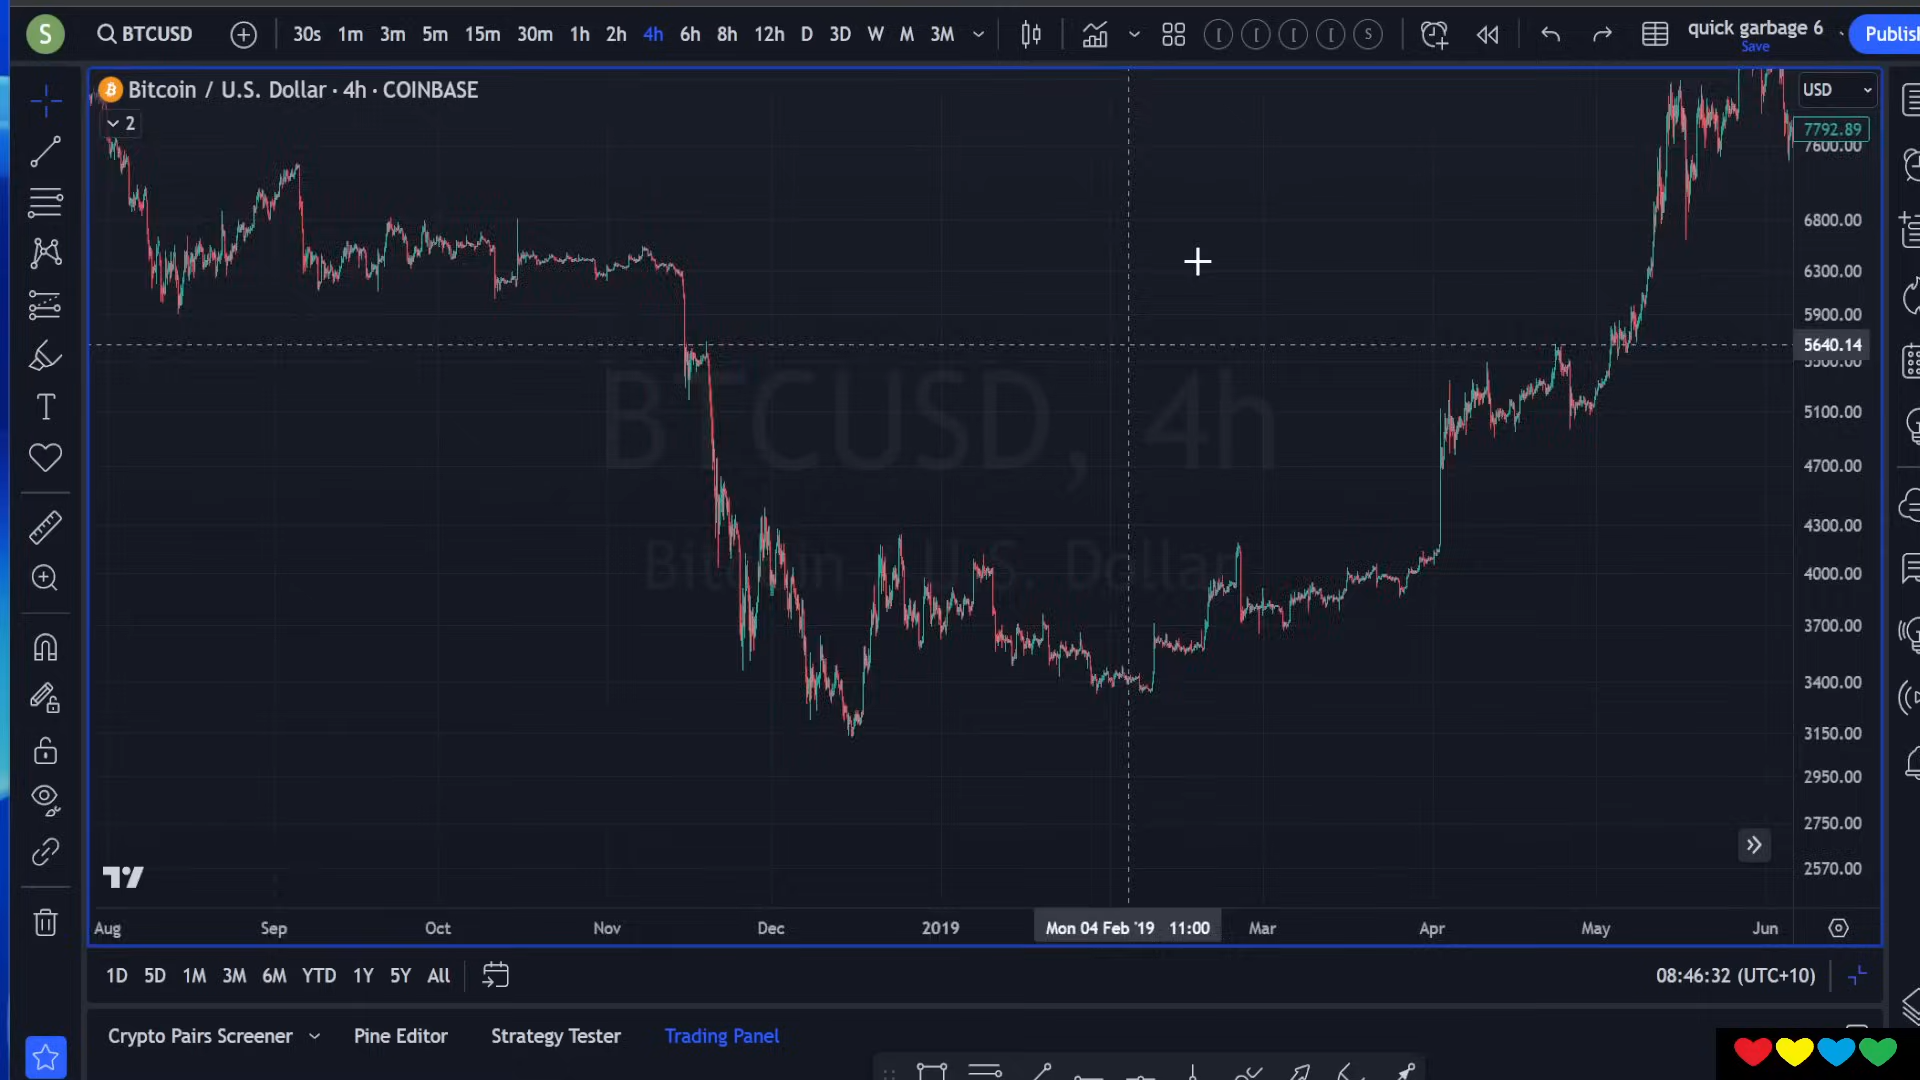 S BTCUSD 30s 1m 3m 5m 15m 30m 1h 2h 4h 6h 8h 12h D 3D W M 3M [ [ [ [ S quick garbage 6 Publish
Save
Bitcoin / U.S. Dollar · 4h · COINBASE
USD
2
7792.89
7600.00
6800.00
6300.00
5900.00
5640.14
5500.00
BTCUSD, 4h
5100.00
4700.00
4300.00
Bitcoin / U.S. Dollar
4000.00
3700.00
3400.00
3150.00
2950.00
2750.00
2570.00
Aug Sep Oct Nov Dec 2019 Mon 04 Feb '19 11:00 Mar Apr May Jun
1D 5D 1M 3M 6M YTD 1Y 5Y All 08:46:32 (UTC+10)
Crypto Pairs Screener Pine Editor Strategy Tester Trading Panel